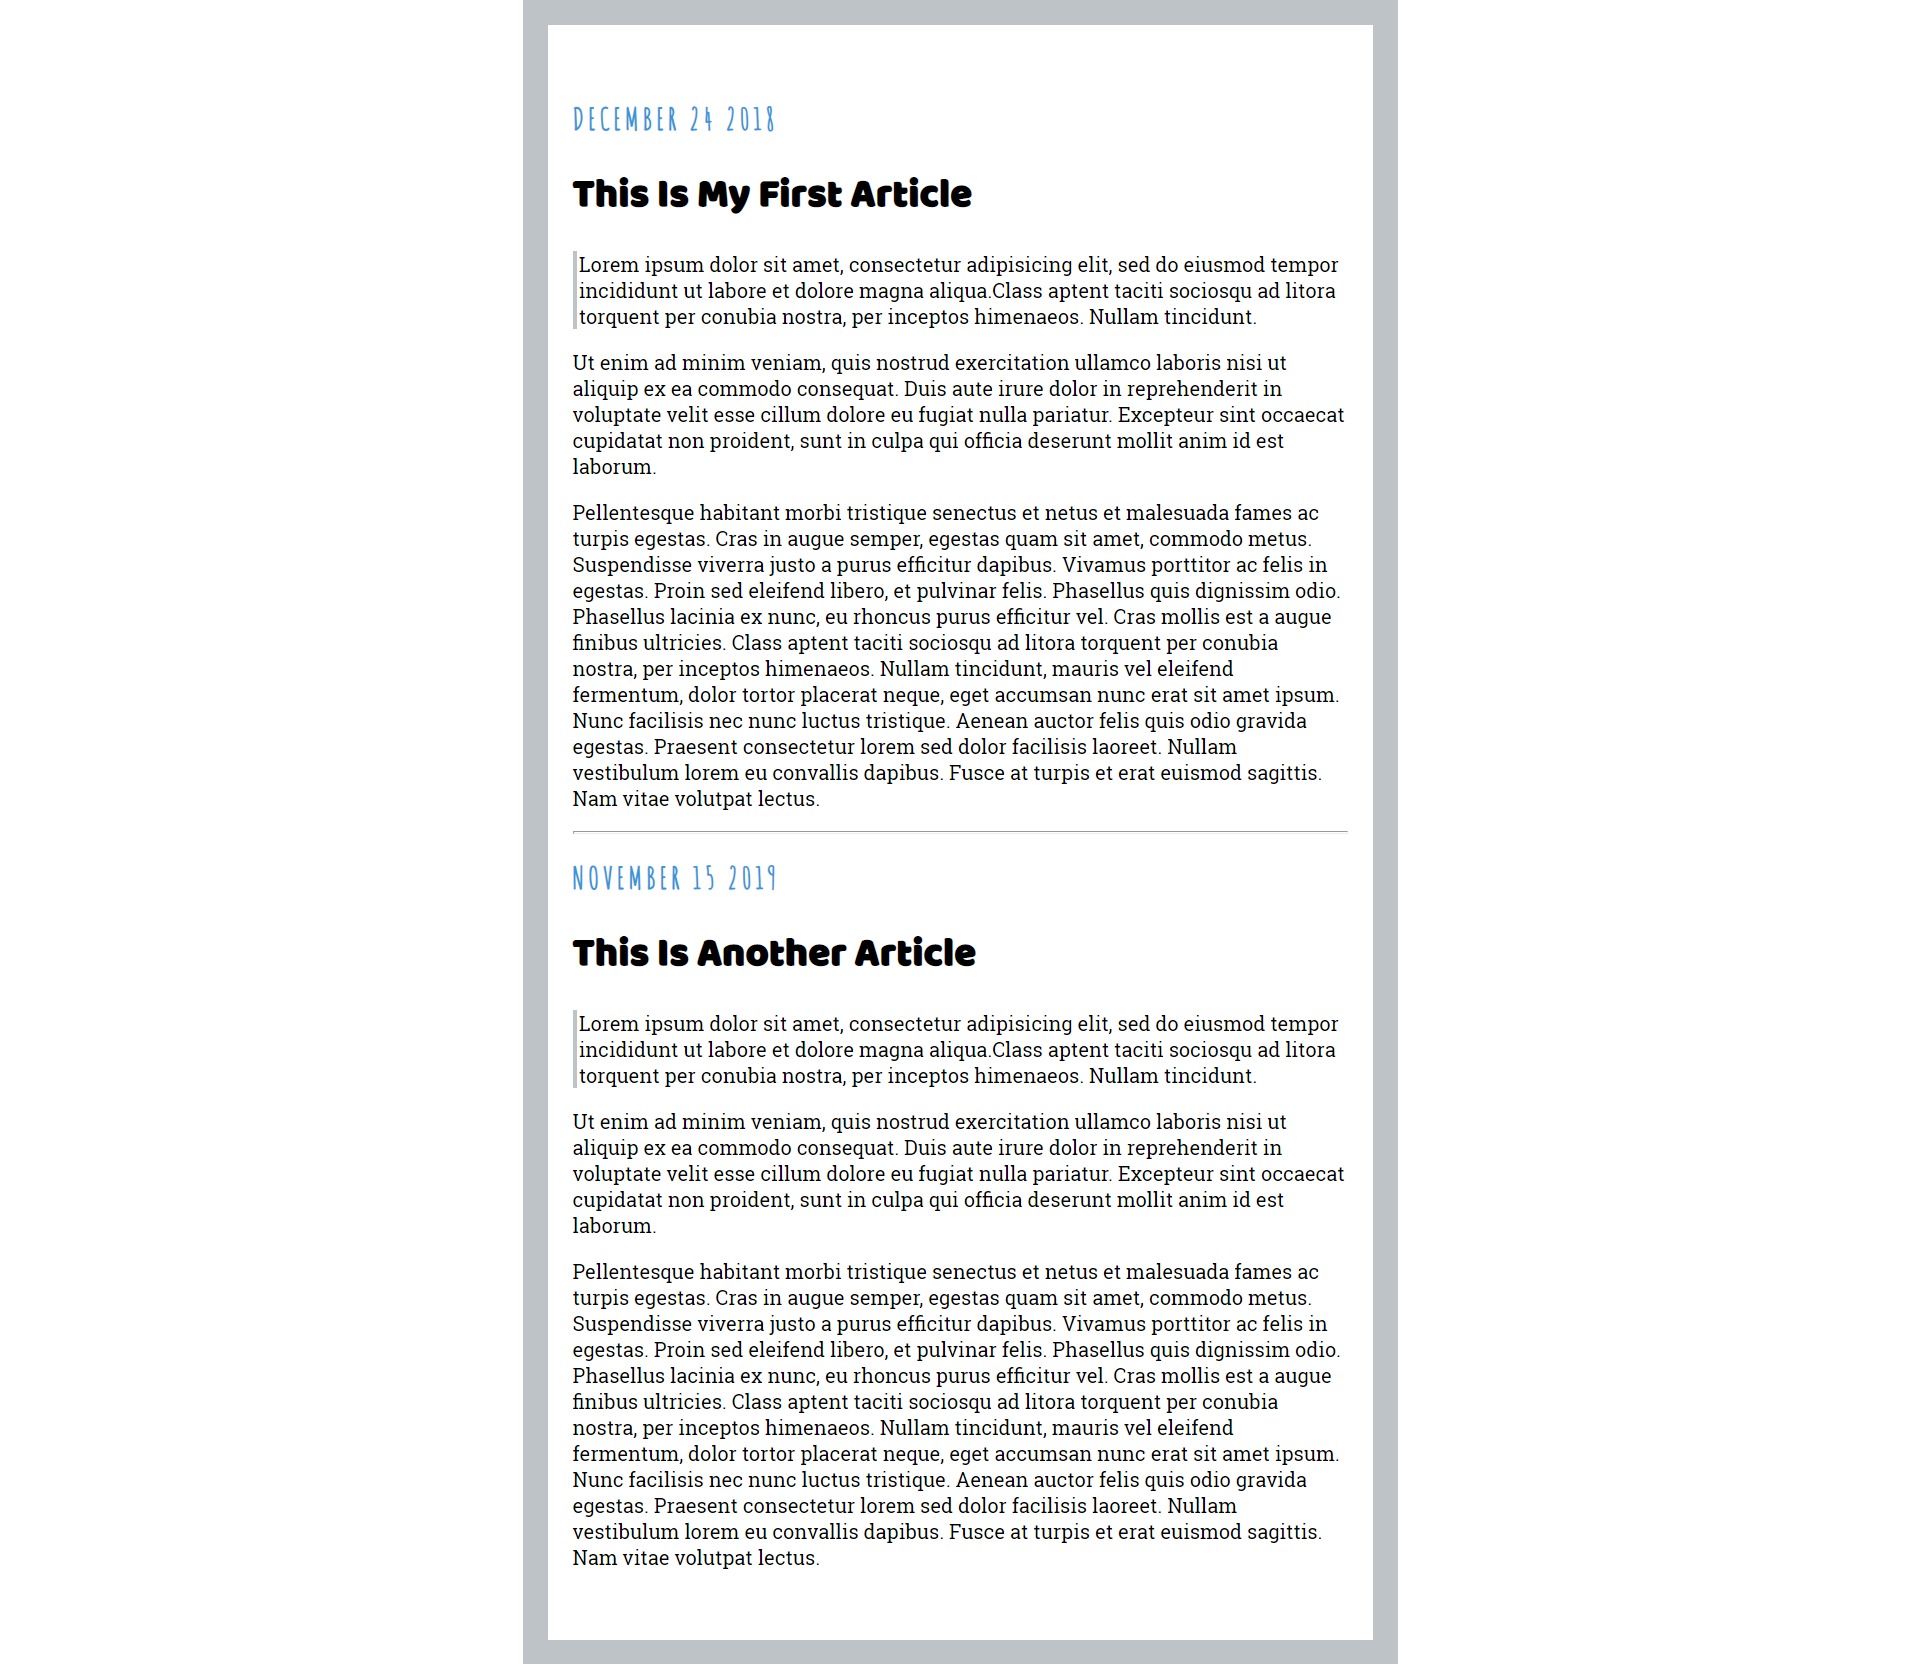 DECEMBER 24 2018
This Is My First Article
Lorem ipsum dolor sit amet, consectetur adipisicing elit, sed do eiusmod tempor
incididunt ut labore et dolore magna aliqua.Class aptent taciti sociosqu ad litora
torquent per conubia nostra, per inceptos himenaeos. Nullam tincidunt.
Ut enim ad minim veniam, quis nostrud exercitation ullamco laboris nisi ut
aliquip ex ea commodo consequat. Duis aute irure dolor in reprehenderit in
voluptate velit esse cillum dolore eu fugiat nulla pariatur. Excepteur sint occaecat
cupidatat non proident, sunt in culpa qui officia deserunt mollit anim id est
laborum.
Pellentesque habitant morbi tristique senectus et netus et malesuada fames ac
turpis egestas. Cras in augue semper, egestas quam sit amet, commodo metus.
Suspendisse viverra justo a purus efficitur dapibus. Vivamus porttitor ac felis in
egestas. Proin sed eleifend libero, et pulvinar felis. Phasellus quis dignissim odio.
Phasellus lacinia ex nunc, eu rhoncus purus efficitur vel. Cras mollis est a augue
finibus ultricies. Class aptent taciti sociosqu ad litora torquent per conubia
nostra, per inceptos himenaeos. Nullam tincidunt, mauris vel eleifend
fermentum, dolor tortor placerat neque, eget accumsan nunc erat sit amet ipsum.
Nunc facilisis nec nunc luctus tristique. Aenean auctor felis quis odio gravida
egestas. Praesent consectetur lorem sed dolor facilisis laoreet. Nullam
vestibulum lorem eu convallis dapibus. Fusce at turpis et erat euismod sagittis.
Nam vitae volutpat lectus.
NOVEMBER 15 2019
This Is Another Article
Lorem ipsum dolor sit amet, consectetur adipisicing elit, sed do eiusmod tempor
incididunt ut labore et dolore magna aliqua.Class aptent taciti sociosqu ad litora
torquent per conubia nostra, per inceptos himenaeos. Nullam tincidunt.
Ut enim ad minim veniam, quis nostrud exercitation ullamco laboris nisi ut
aliquip ex ea commodo consequat. Duis aute irure dolor in reprehenderit in
voluptate velit esse cillum dolore eu fugiat nulla pariatur. Excepteur sint occaecat
cupidatat non proident, sunt in culpa qui officia deserunt mollit anim id est
laborum.
Pellentesque habitant morbi tristique senectus et netus et malesuada fames ac
turpis egestas. Cras in augue semper, egestas quam sit amet, commodo metus.
Suspendisse viverra justo a purus efficitur dapibus. Vivamus porttitor ac felis in
egestas. Proin sed eleifend libero, et pulvinar felis. Phasellus quis dignissim odio.
Phasellus lacinia ex nunc, eu rhoncus purus efficitur vel. Cras mollis est a augue
finibus ultricies. Class aptent taciti sociosqu ad litora torquent per conubia
nostra, per inceptos himenaeos. Nullam tincidunt, mauris vel eleifend
fermentum, dolor tortor placerat neque, eget accumsan nunc erat sit amet ipsum.
Nunc facilisis nec nunc luctus tristique. Aenean auctor felis quis odio gravida
egestas. Praesent consectetur lorem sed dolor facilisis laoreet. Nullam
vestibulum lorem eu convallis dapibus. Fusce at turpis et erat euismod sagittis.
Nam vitae volutpat lectus.